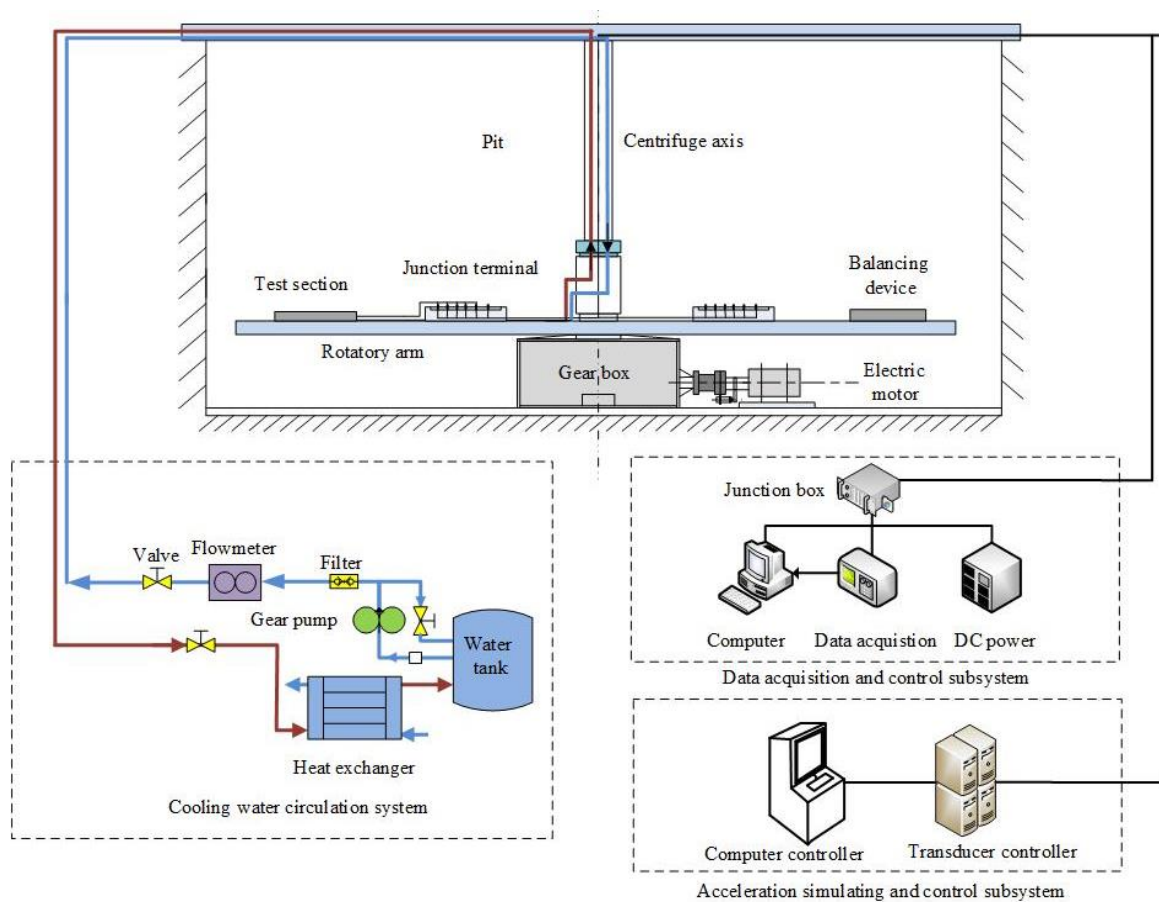 Pit
Centrifuge axis
Junction terminal
Balancing
device
Test section
Rotatory arm
Gear box
Electric
motor
Junction box
Valve
Flowmeter
Filter
Gear pump
Water
tank
Computer
Data acquistion
DC power
Data acquisition and control subsystem
Heat exchanger
Cooling water circulation system
Computer controller
Transducer controller
Acceleration simulating and control subsystem